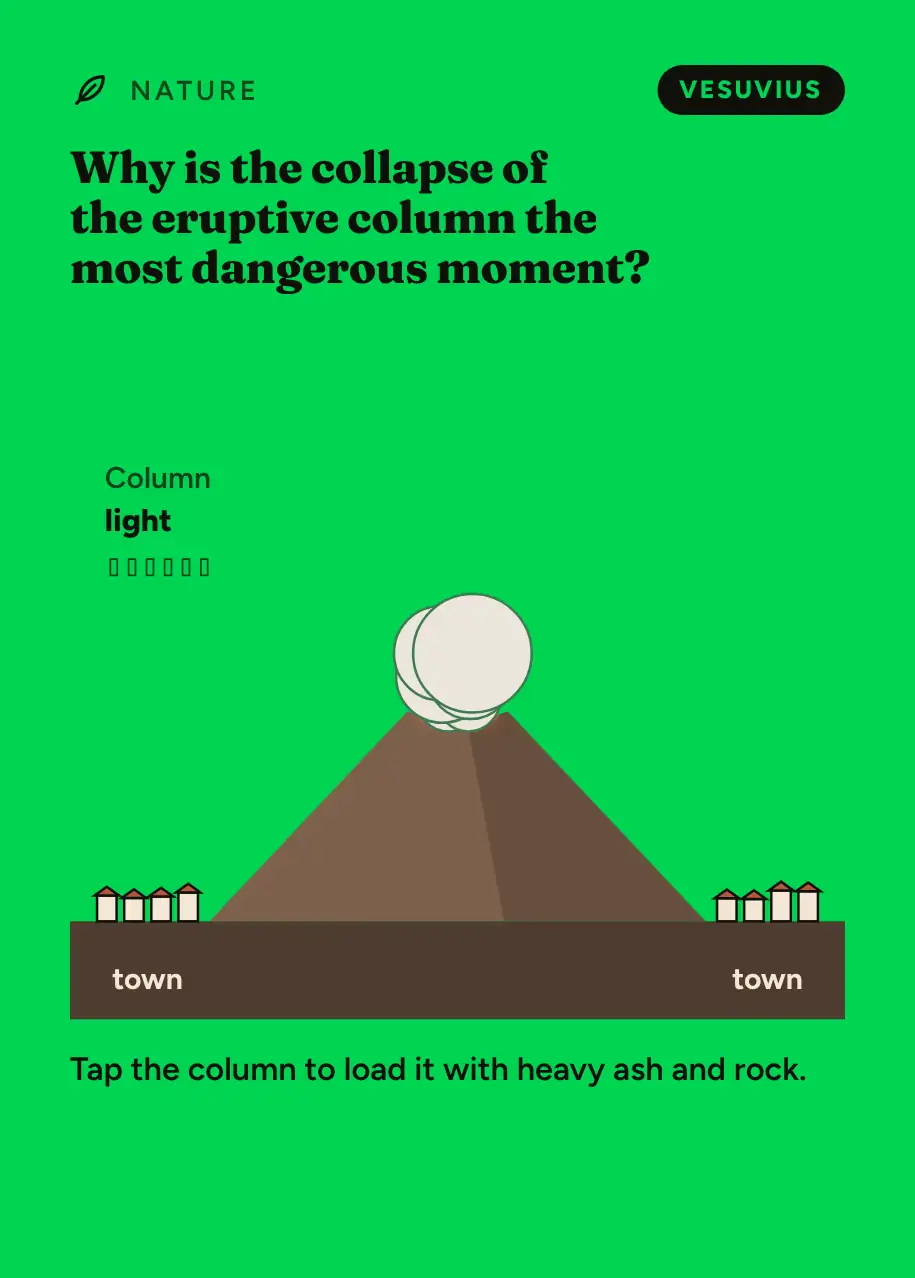 NATURE
VESUVIUS
Why is the collapse of
the eruptive column the
most dangerous moment?
Column
light
▯▯▯▯▯▯
town
town
Tap the column to load it with heavy ash and rock.